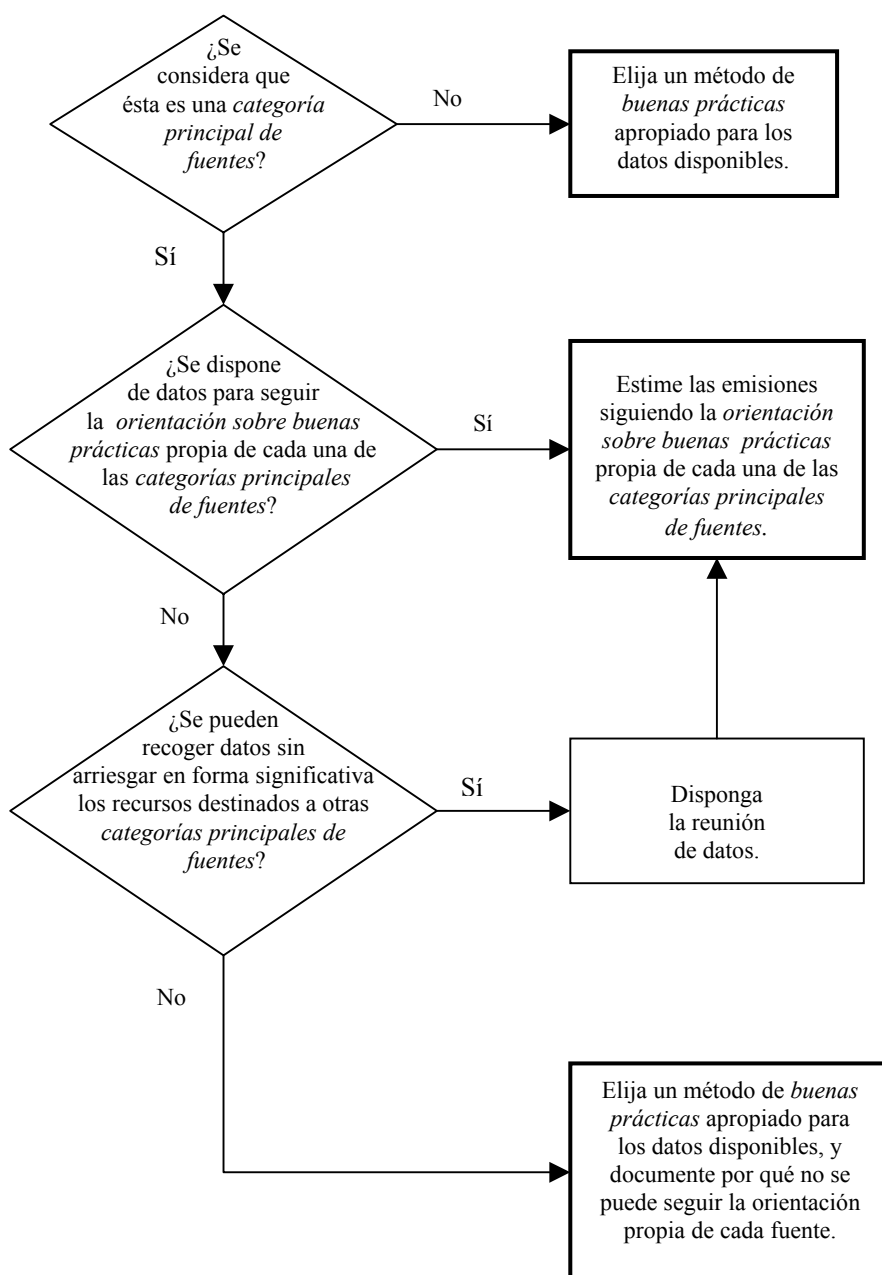 ¿Se
considera que
ésta es una categoría
principal de
fuentes?
No
Elija un método de
buenas prácticas
apropiado para los
datos disponibles.
Sí
¿Se dispone
de datos para seguir
la orientación sobre buenas
prácticas propia de cada una de
las categorías principales
de fuentes?
Sí
Estime las emisiones
siguiendo la orientación
sobre buenas prácticas
propia de cada una de las
categorías principales
de fuentes.
No
¿Se pueden
recoger datos sin
arriesgar en forma significativa
los recursos destinados a otras
categorías principales de
fuentes?
Sí
Disponga
la reunión
de datos.
No
Elija un método de buenas
prácticas apropiado para
los datos disponibles, y
documente por qué no se
puede seguir la orientación
propia de cada fuente.